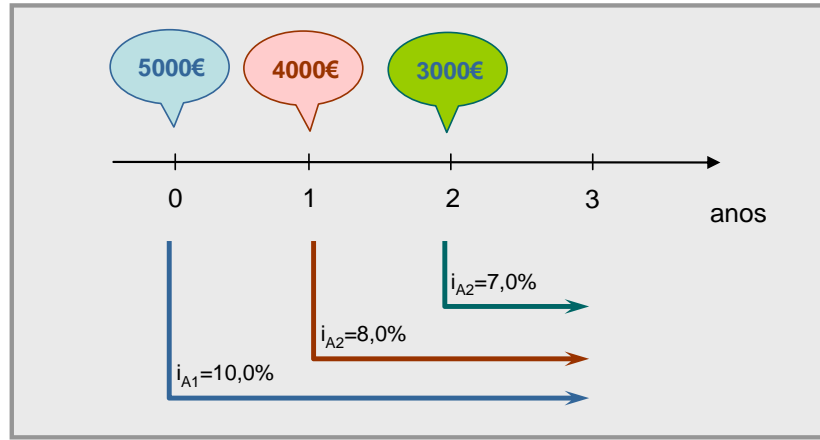 5000€ 4000€ 3000€
0 1 2 3
anos
iA2=7,0%
iA2=8,0%
iA1=10,0%